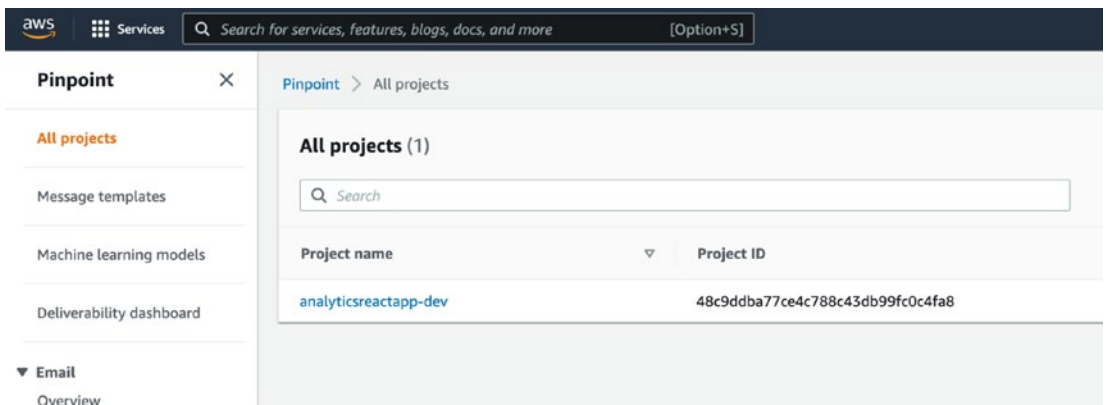 aws
Services
Search for services, features, blogs, docs, and more
[Option+S]
Pinpoint
All projects
Message templates
Machine learning models
Deliverability dashboard
Email
Overview
Pinpoint > All projects
All projects (1)
Search
Project name
Project ID
analyticsreactapp-dev
48c9ddba77ce4c788c43db99fc0c4fa8